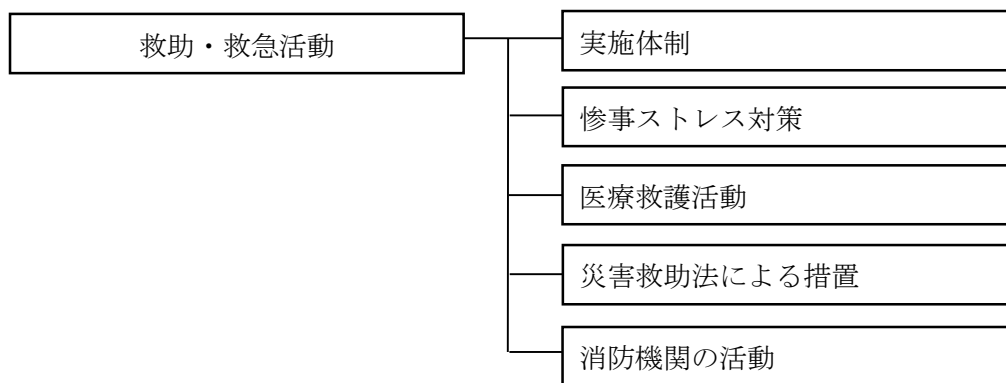 救助・救急活動
実施体制
惨事ストレス対策
医療救護活動
災害救助法による措置
消防機関の活動